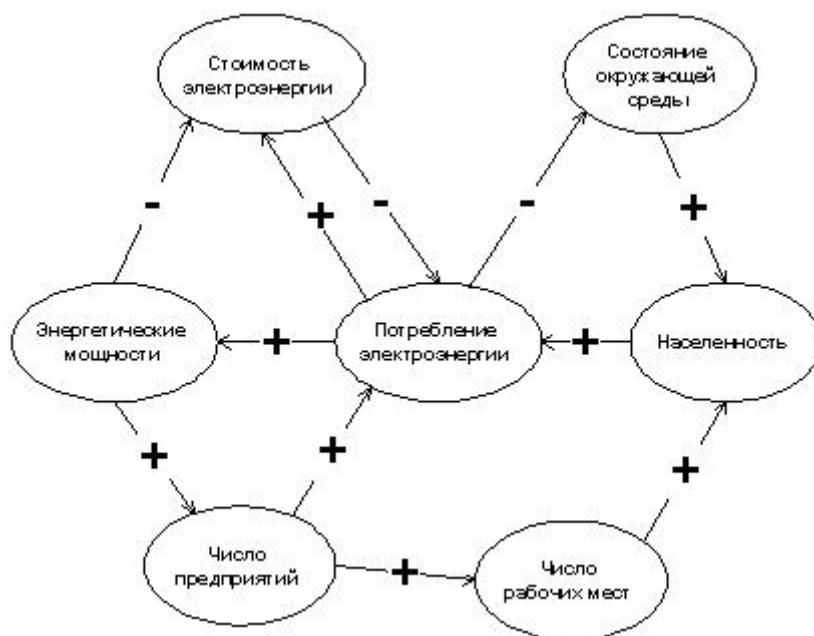 Стоимость
электроэнергии
Состояние
окружающей
среды
-
+
-
-
+
Энергетические
мощности
+
Потребление
электроэнергии
+
Населенность
+
+
+
Число
предприятий
+
Число
рабочих мест